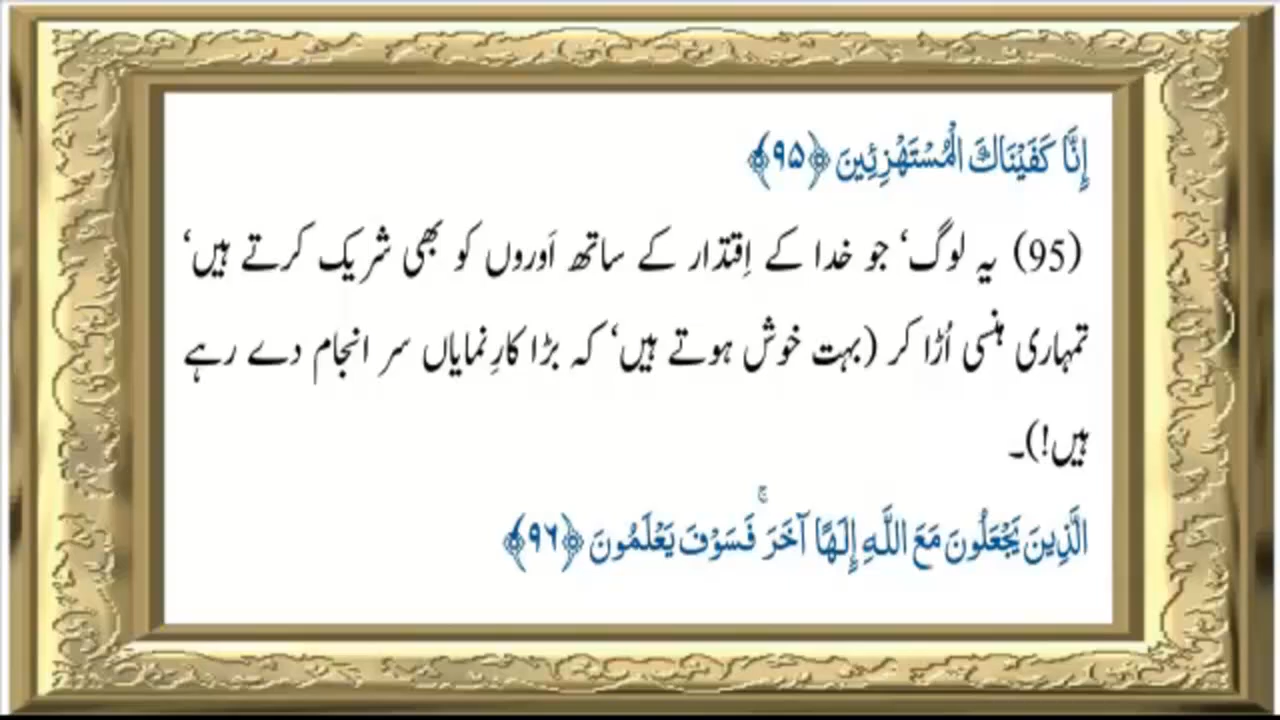 إِنَّا كَفَيْنَاكَ الْمُسْتَهْزِئِينَ ﴿٩٥﴾
(95) یہ لوگ‘ جو خدا کے اِقتدار کے ساتھ اَوروں کو بھی شریک کرتے ہیں‘
تمہاری ہنسی اُڑا کر (بہت خوش ہوتے ہیں‘ کہ بڑا کارِنمایاں سر انجام دے رہے
ہیں!)۔
الَّذِينَ يَجْعَلُونَ مَعَ اللَّهِ إِلَهًا آخَرَ ۚ فَسَوْفَ يَعْلَمُونَ ﴿٩٦﴾